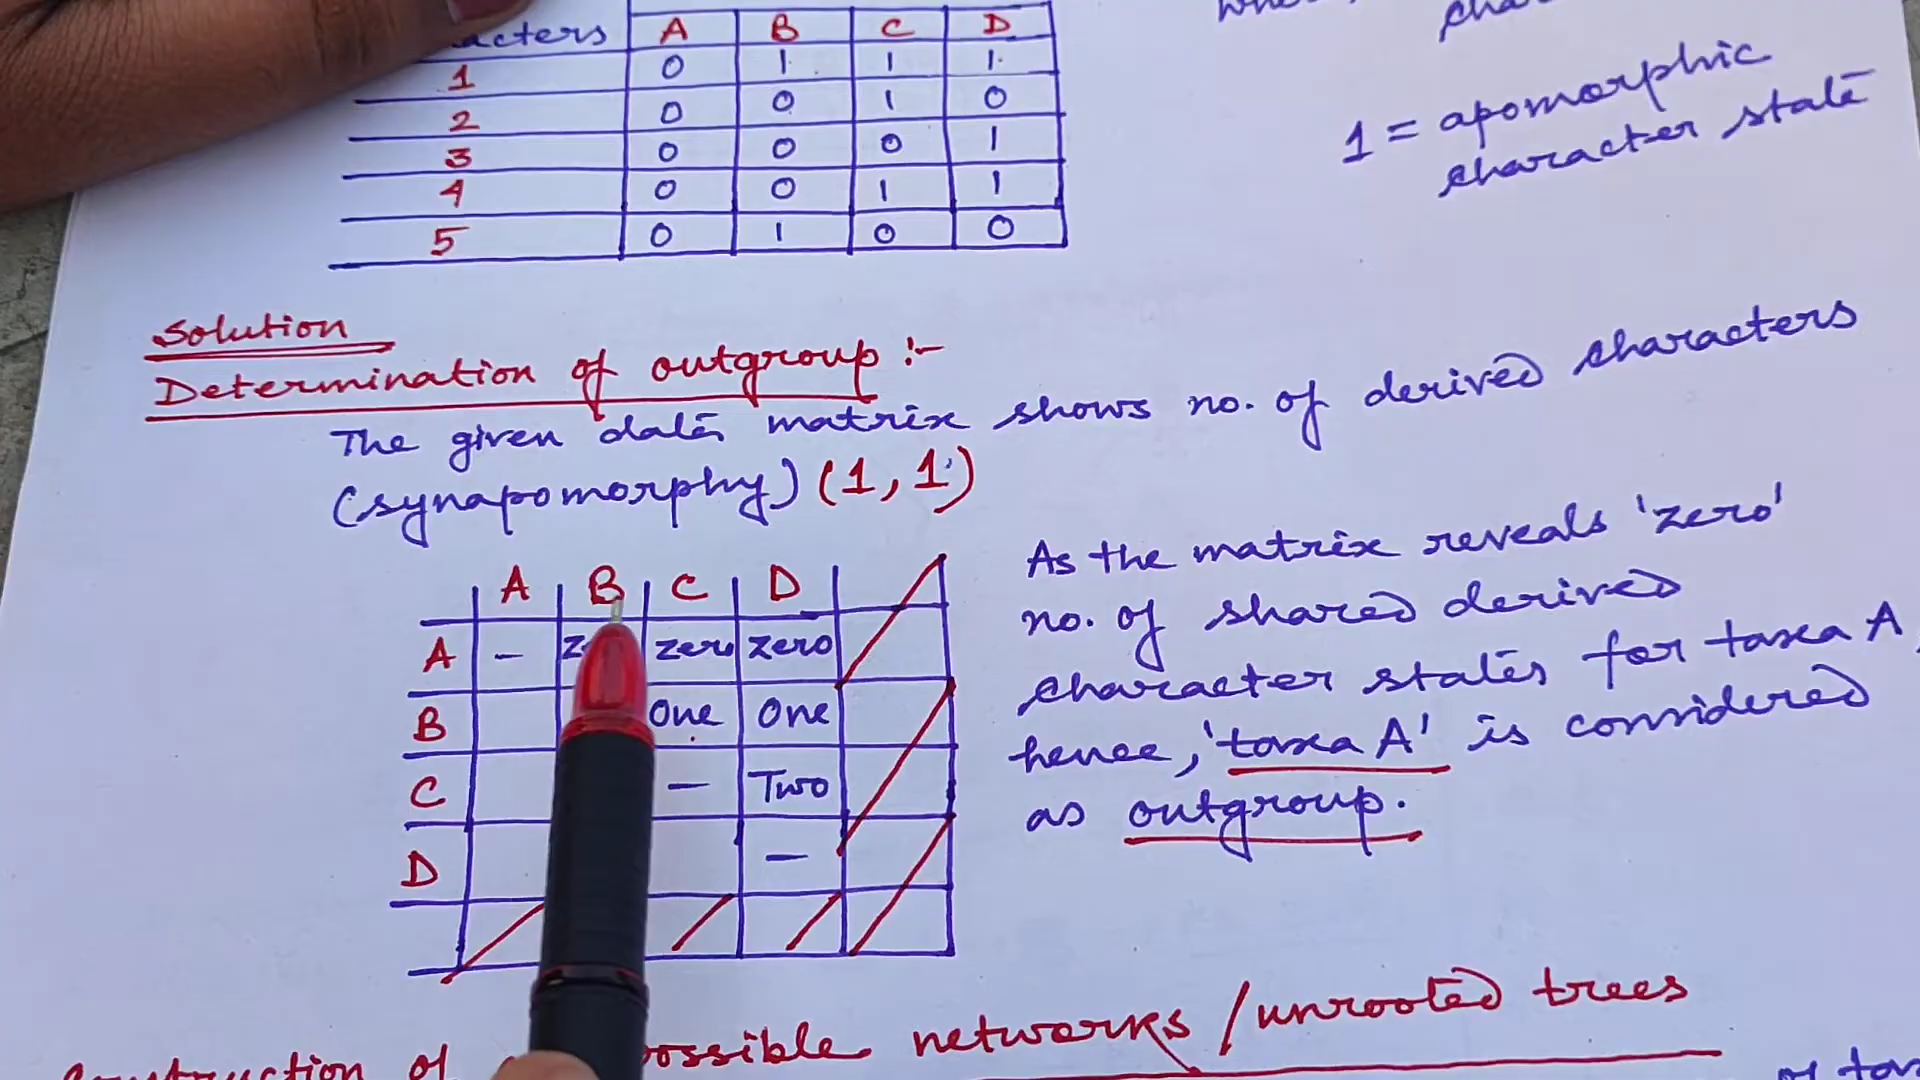 A B C D
1 0 1 1 1
2 0 0 1 0
3 0 0 0 1
4 0 0 1 1
5 0 1 0 0
1 = apomorphic
character state
Solution
Determination of outgroup :-
The given data matrix shows no. of derived characters
(synapomorphy) (1, 1)
A B C D
A - zero zero
B One One
C - Two
D -
As the matrix reveals 'zero'
no. of shared derived
character states for taxa A,
hence, 'taxa A' is considered
as outgroup.
Construction of possible networks / unrooted trees